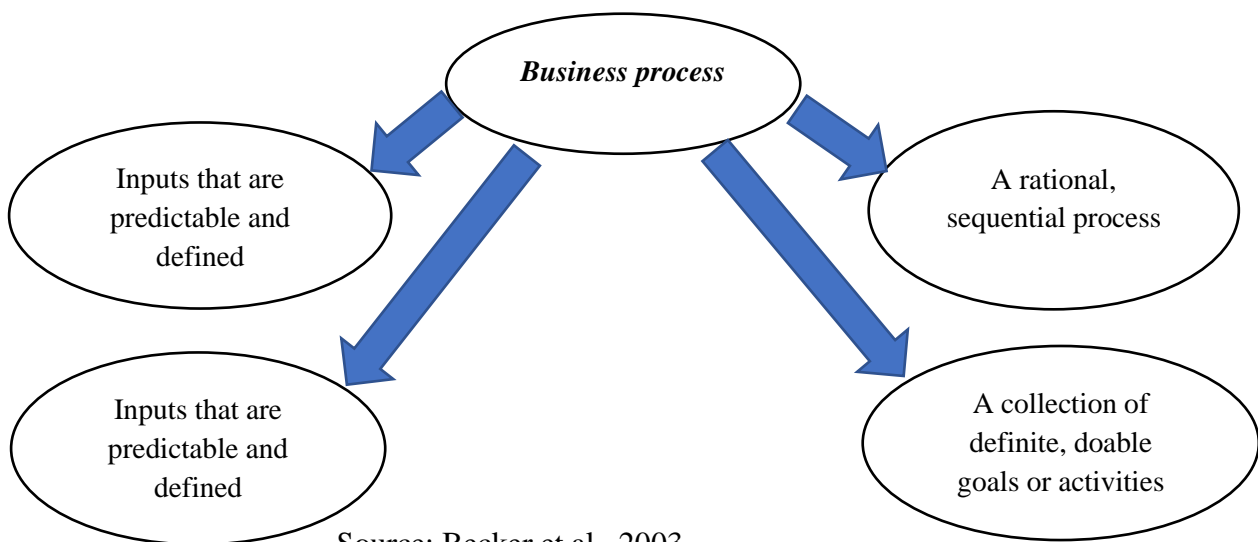 Business process
Inputs that are
predictable and
defined
A rational,
sequential process
Inputs that are
predictable and
defined
A collection of
definite, doable
goals or activities
Source: Becker et al., 2003